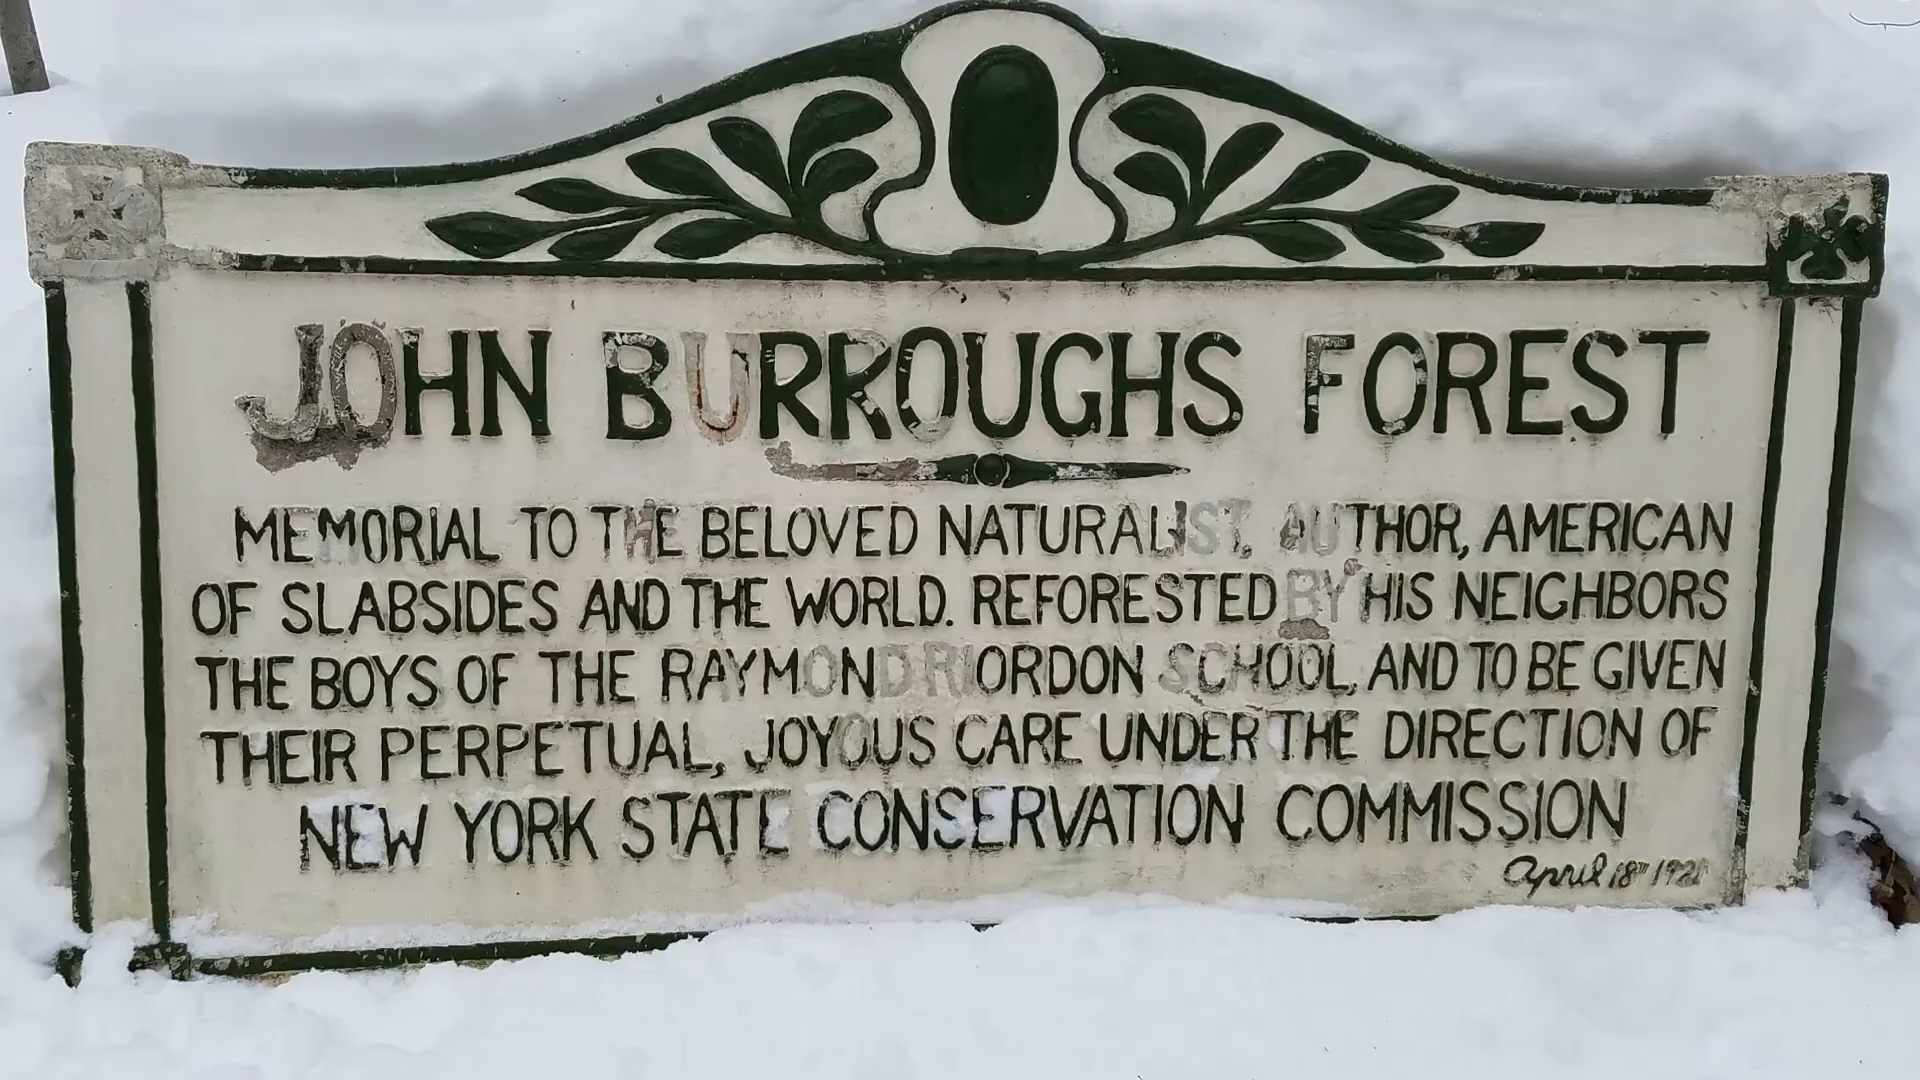 JOHN BURROUGHS FOREST
MEMORIAL TO THE BELOVED NATURALIST, AUTHOR, AMERICAN
OF SLABSIDES AND THE WORLD. REFORESTED BY HIS NEIGHBORS
THE BOYS OF THE RAYMOND RIORDON SCHOOL, AND TO BE GIVEN
THEIR PERPETUAL, JOYOUS CARE UNDER THE DIRECTION OF
NEW YORK STATE CONSERVATION COMMISSION
April 18TH